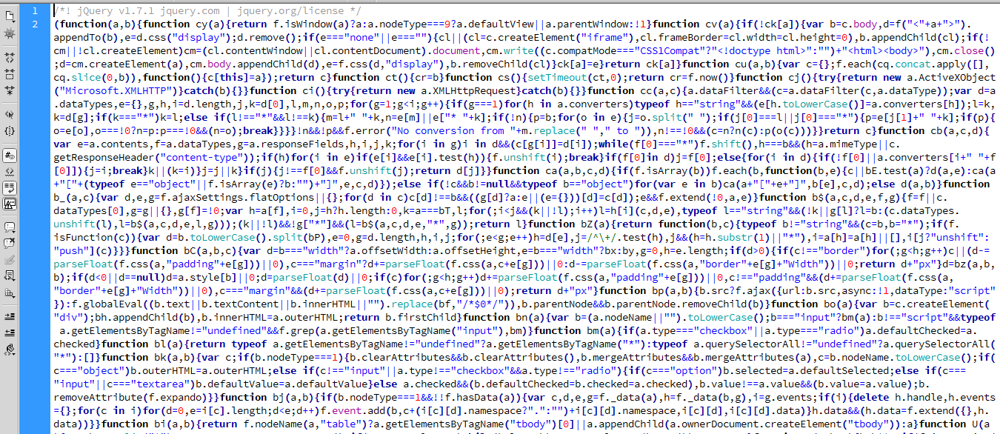 1 /*! jQuery v1.7.1 jquery.com | jquery.org/license */
2 (function(a,b){function cy(a){return f.isWindow(a)?a:a.nodeType===9?a.defaultView||a.parentWindow:!1}function cv(a){if(!ck[a]){var b=c.body,d=f("<"+a+">").
appendTo(b),e=d.css("display");d.remove();if(e==="none"||e===""){cl||(cl=c.createElement("iframe"),cl.frameBorder=cl.width=cl.height=0),b.appendChild(cl);if(!
cm||!cl.createElement)cm=(cl.contentWindow||cl.contentDocument).document,cm.write((c.compatMode==="CSS1Compat"?"<!doctype html>":"")+"<html><body>"),cm.close()
;d=cm.createElement(a),cm.body.appendChild(d),e=f.css(d,"display"),b.removeChild(cl)}ck[a]=e}return ck[a]}function cu(a,b){var c={};f.each(cq.concat.apply([],
cq.slice(0,b)),function(){c[this]=a});return c}function ct(){cr=b}function cs(){setTimeout(ct,0);return cr=f.now()}function cj(){try{return new a.ActiveXObject
("Microsoft.XMLHTTP")}catch(b){}}function ci(){try{return new a.XMLHttpRequest}catch(b){}}function cc(a,c){a.dataFilter&&(c=a.dataFilter(c,a.dataType));var d=a
.dataTypes,e={},g,h,i=d.length,j,k=d[0],l,m,n,o,p;for(g=1;g<i;g++){if(g===1)for(h in a.converters)typeof h=="string"&&(e[h.toLowerCase()]=a.converters[h]);l=k,
k=d[g];if(k==="*")k=l;else if(l!=="*"&&l!==k){m=l+" "+k,n=e[m]||e["* "+k];if(!n){p=b;for(o in e){j=o.split(" ");if(j[0]===l||j[0]==="*"){p=e[j[1]+" "+k];if(p){
o=e[o],o===!0?n=p:p===!0&&(n=o);break}}}}!n&&!p&&f.error("No conversion from "+m.replace(" "," to ")),n!==!0&&(c=n?n(c):p(o(c)))}}return c}function cb(a,c,d){
var e=a.contents,f=a.dataTypes,g=a.responseFields,h,i,j,k;for(i in g)i in d&&(c[g[i]]=d[i]);while(f[0]==="*")f.shift(),h===b&&(h=a.mimeType||c.
getResponseHeader("content-type"));if(h)for(i in e)if(e[i]&&e[i].test(h)){f.unshift(i);break}if(f[0]in d)j=f[0];else{for(i in d){if(!f[0]||a.converters[i+" "+f
[0]]){j=i;break}k||(k=i)}j=j||k}if(j){j!==f[0]&&f.unshift(j);return d[j]}}function ca(a,b,c,d){if(f.isArray(b))f.each(b,function(b,e){c||bE.test(a)?d(a,e):ca(a
+"["+(typeof e=="object"||f.isArray(e)?b:"")+"]",e,c,d)});else if(!c&&b!=null&&typeof b=="object")for(var e in b)ca(a+"["+e+"]",b[e],c,d);else d(a,b)}function
b_(a,c){var d,e,g=f.ajaxSettings.flatOptions||{};for(d in c)c[d]!==b&&((g[d]?a:e||(e={}))[d]=c[d]);e&&f.extend(!0,a,e)}function b$(a,c,d,e,f,g){f=f||c.
dataTypes[0],g=g||{},g[f]=!0;var h=a[f],i=0,j=h?h.length:0,k=a===bT,l;for(;i<j&&(k||!l);i++)l=h[i](c,d,e),typeof l=="string"&&(!k||g[l]?l=b:(c.dataTypes.
unshift(l),l=b$(a,c,d,e,l,g)));(k||!l)&&!g["*"]&&(l=b$(a,c,d,e,"*",g));return l}function bZ(a){return function(b,c){typeof b!="string"&&(c=b,b="*");if(f.
isFunction(c)){var d=b.toLowerCase().split(bP),e=0,g=d.length,h,i,j;for(;e<g;e++)h=d[e],j=/^\+/.test(h),j&&(h=h.substr(1)||"*"),i=a[h]=a[h]||[],i[j?"unshift":
"push"](c)}}}function bC(a,b,c){var d=b==="width"?a.offsetWidth:a.offsetHeight,e=b==="width"?bx:by,g=0,h=e.length;if(d>0){if(c!=="border")for(;g<h;g++)c||(d-=
parseFloat(f.css(a,"padding"+e[g]))||0),c==="margin"?d+=parseFloat(f.css(a,c+e[g]))||0:d-=parseFloat(f.css(a,"border"+e[g]+"Width"))||0;return d+"px"}d=bz(a,b,
b);if(d<0||d==null)d=a.style[b]||0;d=parseFloat(d)||0;if(c)for(;g<h;g++)d+=parseFloat(f.css(a,"padding"+e[g]))||0,c!=="padding"&&(d+=parseFloat(f.css(a,
"border"+e[g]+"Width"))||0),c==="margin"&&(d+=parseFloat(f.css(a,c+e[g]))||0);return d+"px"}function bp(a,b){b.src?f.ajax({url:b.src,async:!1,dataType:"script"
}):f.globalEval((b.text||b.textContent||b.innerHTML||"").replace(bf,"/*$0*/")),b.parentNode&&b.parentNode.removeChild(b)}function bo(a){var b=c.createElement(
"div");bh.appendChild(b),b.innerHTML=a.outerHTML;return b.firstChild}function bn(a){var b=(a.nodeName||"").toLowerCase();b==="input"?bm(a):b!=="script"&&typeof
a.getElementsByTagName!="undefined"&&f.grep(a.getElementsByTagName("input"),bm)}function bm(a){if(a.type==="checkbox"||a.type==="radio")a.defaultChecked=a.
checked}function bl(a){return typeof a.getElementsByTagName!="undefined"?a.getElementsByTagName("*"):typeof a.querySelectorAll!="undefined"?a.querySelectorAll(
"*"):[]}function bk(a,b){var c;if(b.nodeType===1){b.clearAttributes&&b.clearAttributes(),b.mergeAttributes&&b.mergeAttributes(a),c=b.nodeName.toLowerCase();if(
c==="object")b.outerHTML=a.outerHTML;else if(c!=="input"||a.type!=="checkbox"&&a.type!=="radio"){if(c==="option")b.selected=a.defaultSelected;else if(c===
"input"||c==="textarea")b.defaultValue=a.defaultValue}else a.checked&&(b.defaultChecked=b.checked=a.checked),b.value!==a.value&&(b.value=a.value);b.
removeAttribute(f.expando)}}function bj(a,b){if(b.nodeType===1&&!!f.hasData(a)){var c,d,e,g=f._data(a),h=f._data(b,g),i=g.events;if(i){delete h.handle,h.events
={};for(c in i)for(d=0,e=i[c].length;d<e;d++)f.event.add(b,c+(i[c][d].namespace?".":"")+i[c][d].namespace,i[c][d],i[c][d].data)}h.data&&(h.data=f.extend({},h.
data))}}function bi(a,b){return f.nodeName(a,"table")?a.getElementsByTagName("tbody")[0]||a.appendChild(a.ownerDocument.createElement("tbody")):a}function U(a